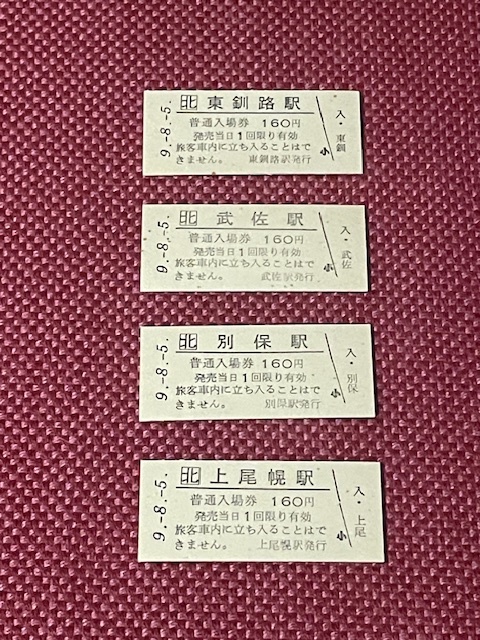 9.-8.-5.
北 東釧路駅
普通入場券 160円
発売当日1回限り有効
旅客車内に立ち入ることはで
きません。 東釧路駅発行
入・東釧
小
9.-8.-5.
北 武佐駅
普通入場券 160円
発売当日1回限り有効
旅客車内に立ち入ることはで
きません。 武佐駅発行
入・武佐
小
9.-8.-5.
北 別保駅
普通入場券 160円
発売当日1回限り有効
旅客車内に立ち入ることはで
きません。 別保駅発行
入・別保
小
9.-8.-5.
北 上尾幌駅
普通入場券 160円
発売当日1回限り有効
旅客車内に立ち入ることはで
きません。 上尾幌駅発行
入・上尾
小